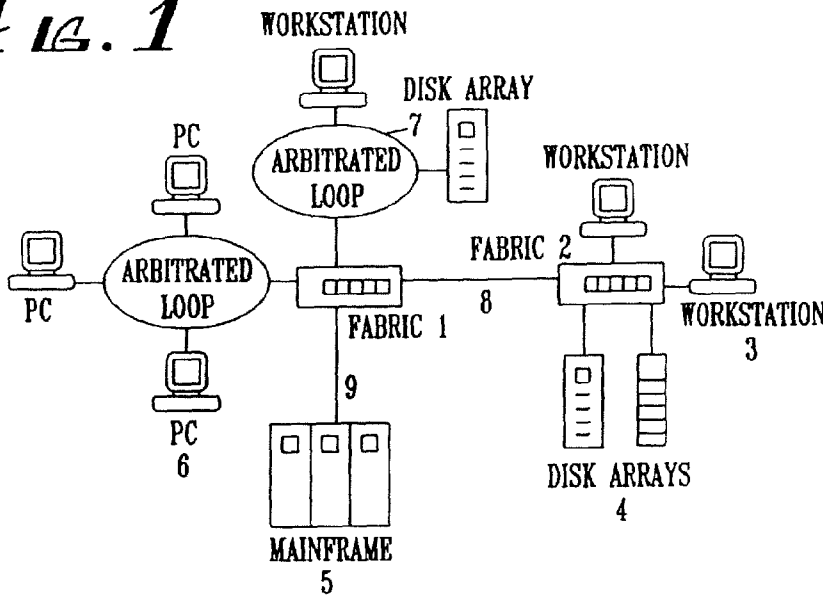 FIG. 1
WORKSTATION
DISK ARRAY
7
PC
ARBITRATED
LOOP
WORKSTATION
FABRIC 2
ARBITRATED
LOOP
PC
8
WORKSTATION
3
FABRIC 1
9
PC
6
DISK ARRAYS
4
MAINFRAME
5